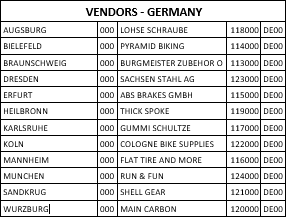 VENDORS - GERMANY
AUGSBURG 000 LOHSE SCHRAUBE 118000 DE00
BIELEFELD 000 PYRAMID BIKING 114000 DE00
BRAUNSCHWEIG 000 BURGMEISTER ZUBEHOR O 113000 DE00
DRESDEN 000 SACHSEN STAHL AG 123000 DE00
ERFURT 000 ABS BRAKES GMBH 115000 DE00
HEILBRONN 000 THICK SPOKE 119000 DE00
KARLSRUHE 000 GUMMI SCHULTZE 117000 DE00
KOLN 000 COLOGNE BIKE SUPPLIES 122000 DE00
MANNHEIM 000 FLAT TIRE AND MORE 116000 DE00
MUNCHEN 000 RUN & FUN 124000 DE00
SANDKRUG 000 SHELL GEAR 121000 DE00
WURZBURG 000 MAIN CARBON 120000 DE00